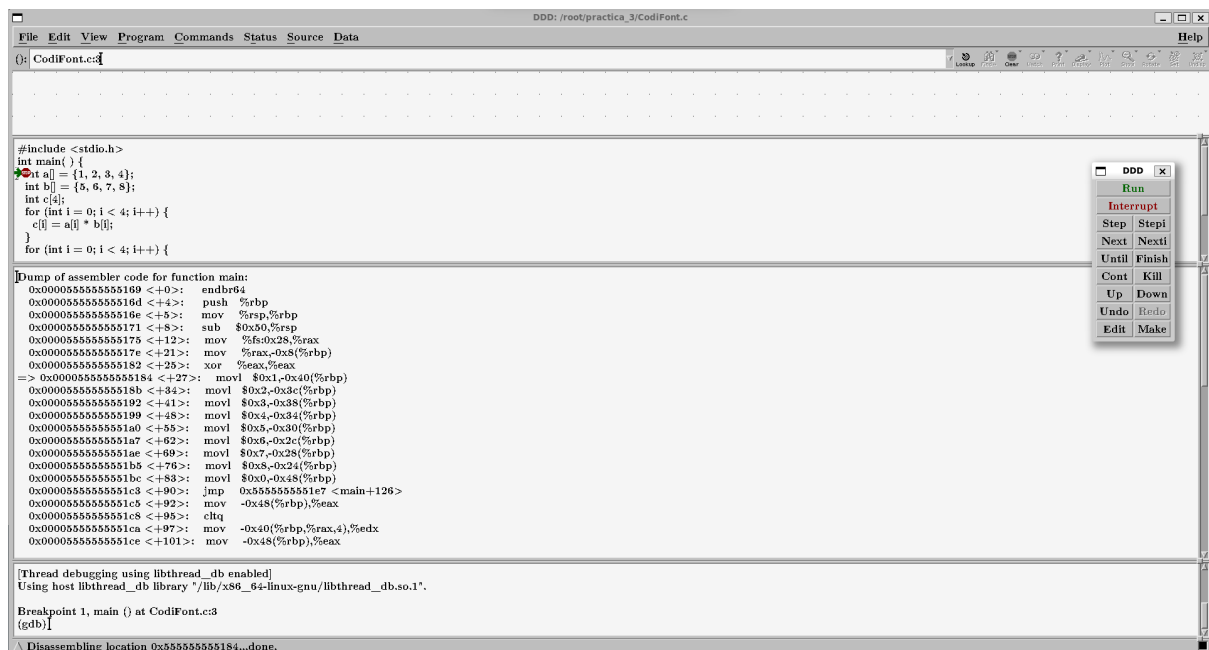 DDD: /root/practica_3/CodiFont.c
File Edit View Program Commands Status Source Data Help
(): CodiFont.c:3
Lookup Clear
#include <stdio.h>
int main( ) {
nt a[] = {1, 2, 3, 4};
int b[] = {5, 6, 7, 8};
int c[4];
for (int i = 0; i < 4; i++) {
c[i] = a[i] * b[i];
}
for (int i = 0; i < 4; i++) {
DDD
Run
Interrupt
Step Stepi
Next Nexti
Until Finish
Cont Kill
Up Down
Undo Redo
Edit Make
Dump of assembler code for function main:
0x0000555555555169 <+0>: endbr64
0x000055555555516d <+4>: push %rbp
0x000055555555516e <+5>: mov %rsp,%rbp
0x0000555555555171 <+8>: sub $0x50,%rsp
0x0000555555555175 <+12>: mov %fs:0x28,%rax
0x000055555555517e <+21>: mov %rax,-0x8(%rbp)
0x0000555555555182 <+25>: xor %eax,%eax
=> 0x0000555555555184 <+27>: movl $0x1,-0x40(%rbp)
0x000055555555518b <+34>: movl $0x2,-0x3c(%rbp)
0x0000555555555192 <+41>: movl $0x3,-0x38(%rbp)
0x0000555555555199 <+48>: movl $0x4,-0x34(%rbp)
0x00005555555551a0 <+55>: movl $0x5,-0x30(%rbp)
0x00005555555551a7 <+62>: movl $0x6,-0x2c(%rbp)
0x00005555555551ae <+69>: movl $0x7,-0x28(%rbp)
0x00005555555551b5 <+76>: movl $0x8,-0x24(%rbp)
0x00005555555551bc <+83>: movl $0x0,-0x48(%rbp)
0x00005555555551c3 <+90>: jmp 0x5555555551e7 <main+126>
0x00005555555551c5 <+92>: mov -0x48(%rbp),%eax
0x00005555555551c8 <+95>: cltq
0x00005555555551ca <+97>: mov -0x40(%rbp,%rax,4),%edx
0x00005555555551ce <+101>: mov -0x48(%rbp),%eax
[Thread debugging using libthread_db enabled]
Using host libthread_db library "/lib/x86_64-linux-gnu/libthread_db.so.1".
Breakpoint 1, main () at CodiFont.c:3
(gdb)
\ Disassembling location 0x555555555184...done.